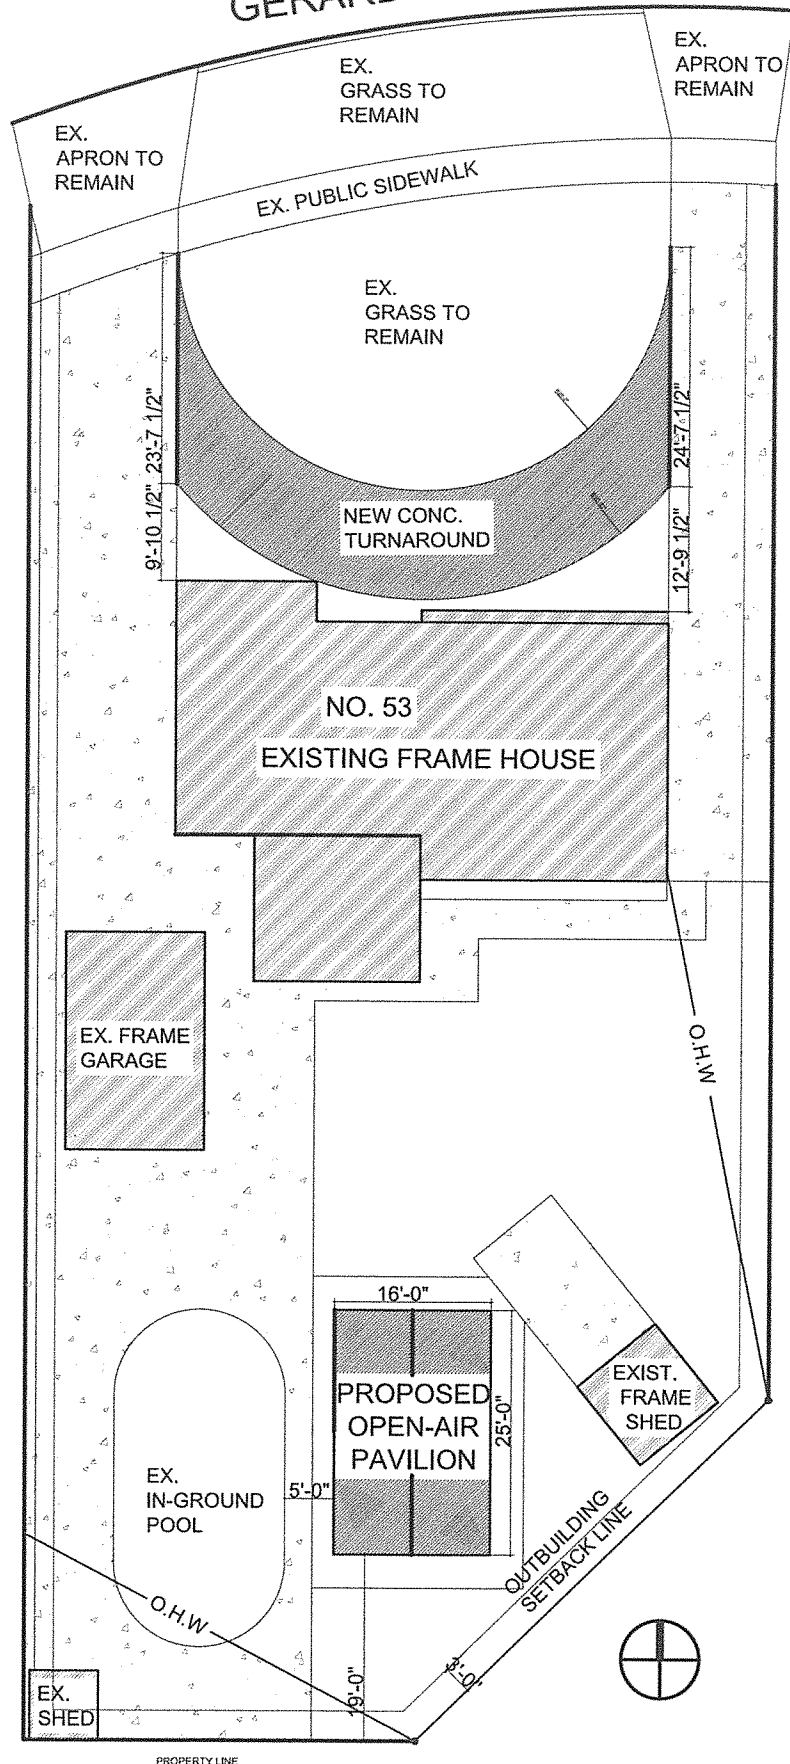 GERARD
EX.
APRON TO
REMAIN
EX.
GRASS TO
REMAIN
EX.
APRON TO
REMAIN
EX. PUBLIC SIDEWALK
EX.
GRASS TO
REMAIN
23'-7 1/2"
9'-10 1/2"
24'-7 1/2"
12'-9 1/2"
NEW CONC.
TURNAROUND
NO. 53
EXISTING FRAME HOUSE
EX. FRAME
GARAGE
O.H.W
16'-0"
PROPOSED
OPEN-AIR
PAVILION
25'-0"
EXIST.
FRAME
SHED
EX.
IN-GROUND
POOL
5'-0"
OUTBUILDING
SETBACK LINE
O.H.W
19'-0"
3'-0"
EX.
SHED
PROPERTY LINE